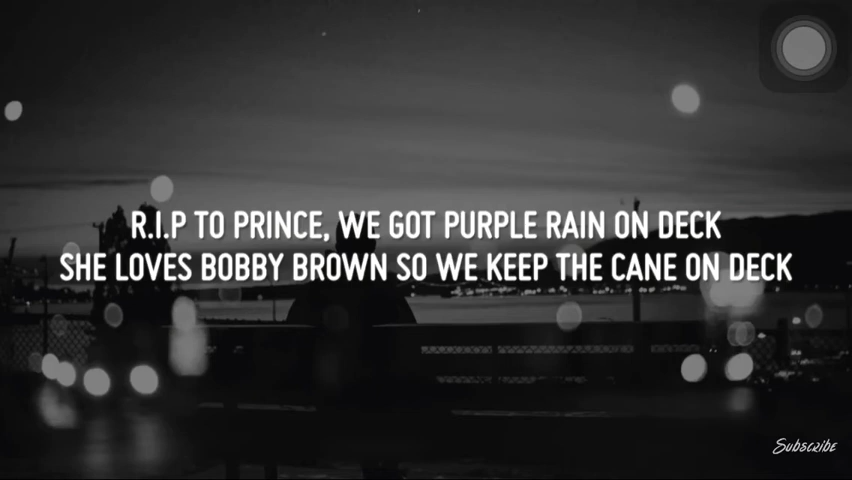 R.I.P TO PRINCE, WE GOT PURPLE RAIN ON DECK
SHE LOVES BOBBY BROWN SO WE KEEP THE CANE ON DECK
Subscribe